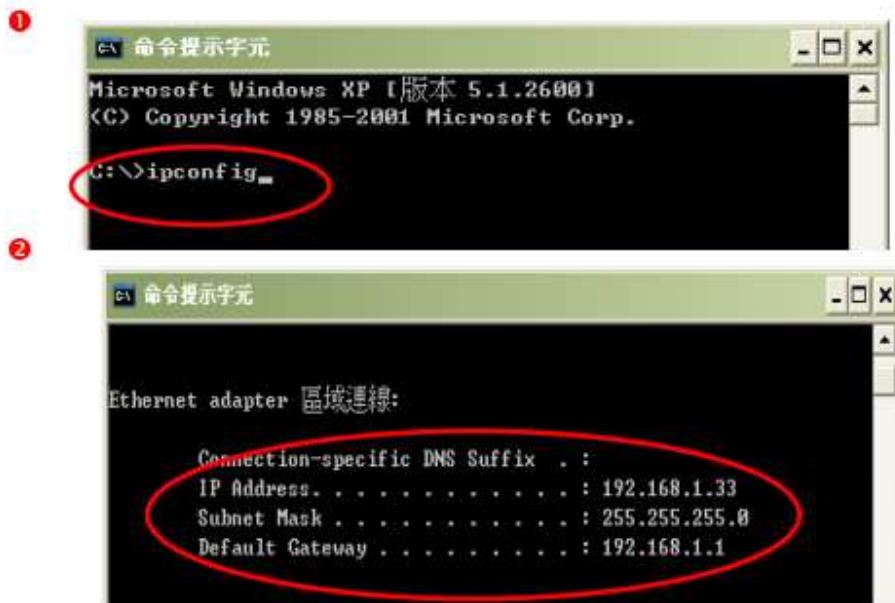 ❶
命令提示字元
Microsoft Windows XP [版本 5.1.2600]
(C) Copyright 1985-2001 Microsoft Corp.
C:\>ipconfig_
❷
命令提示字元
Ethernet adapter 區域連線:
Connection-specific DNS Suffix . :
IP Address. . . . . . . . . . . . : 192.168.1.33
Subnet Mask . . . . . . . . . . . : 255.255.255.0
Default Gateway . . . . . . . . . : 192.168.1.1